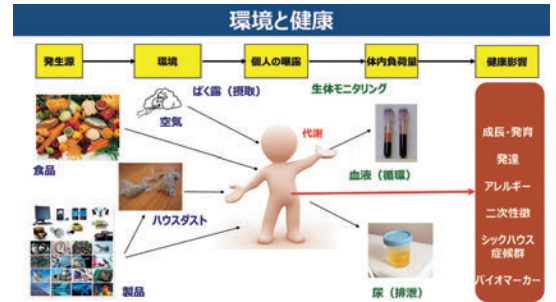 環境と健康
発生源
環境
個人の曝露
体内負荷量
健康影響
ばく露（摂取）
生体モニタリング
空気
代謝
食品
血液（循環）
ハウスダスト
製品
尿（排泄）
成長・発育
発達
アレルギー
二次性徴
シックハウス
症候群
バイオマーカー